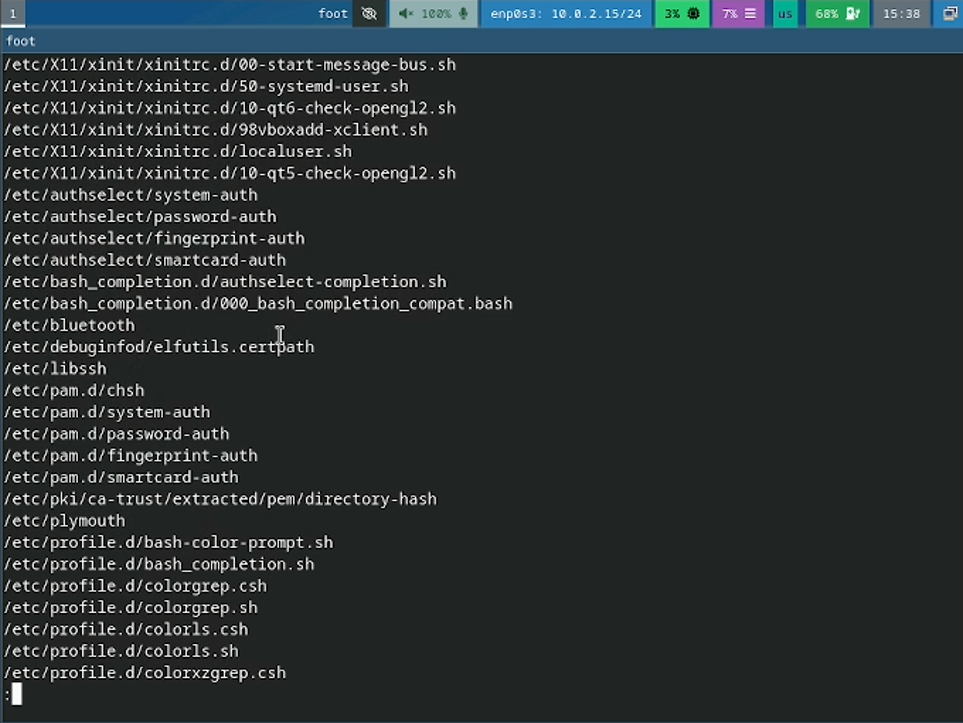 1 foot 100% enp0s3: 10.0.2.15/24 3% 7% us 68% 15:38
foot
/etc/X11/xinit/xinitrc.d/00-start-message-bus.sh
/etc/X11/xinit/xinitrc.d/50-systemd-user.sh
/etc/X11/xinit/xinitrc.d/10-qt6-check-opengl2.sh
/etc/X11/xinit/xinitrc.d/98vboxadd-xclient.sh
/etc/X11/xinit/xinitrc.d/localuser.sh
/etc/X11/xinit/xinitrc.d/10-qt5-check-opengl2.sh
/etc/authselect/system-auth
/etc/authselect/password-auth
/etc/authselect/fingerprint-auth
/etc/authselect/smartcard-auth
/etc/bash_completion.d/authselect-completion.sh
/etc/bash_completion.d/000_bash_completion_compat.bash
/etc/bluetooth
/etc/debuginfod/elfutils.certpath
/etc/libssh
/etc/pam.d/chsh
/etc/pam.d/system-auth
/etc/pam.d/password-auth
/etc/pam.d/fingerprint-auth
/etc/pam.d/smartcard-auth
/etc/pki/ca-trust/extracted/pem/directory-hash
/etc/plymouth
/etc/profile.d/bash-color-prompt.sh
/etc/profile.d/bash_completion.sh
/etc/profile.d/colorgrep.csh
/etc/profile.d/colorgrep.sh
/etc/profile.d/colorls.csh
/etc/profile.d/colorls.sh
/etc/profile.d/colorxzgrep.csh
: